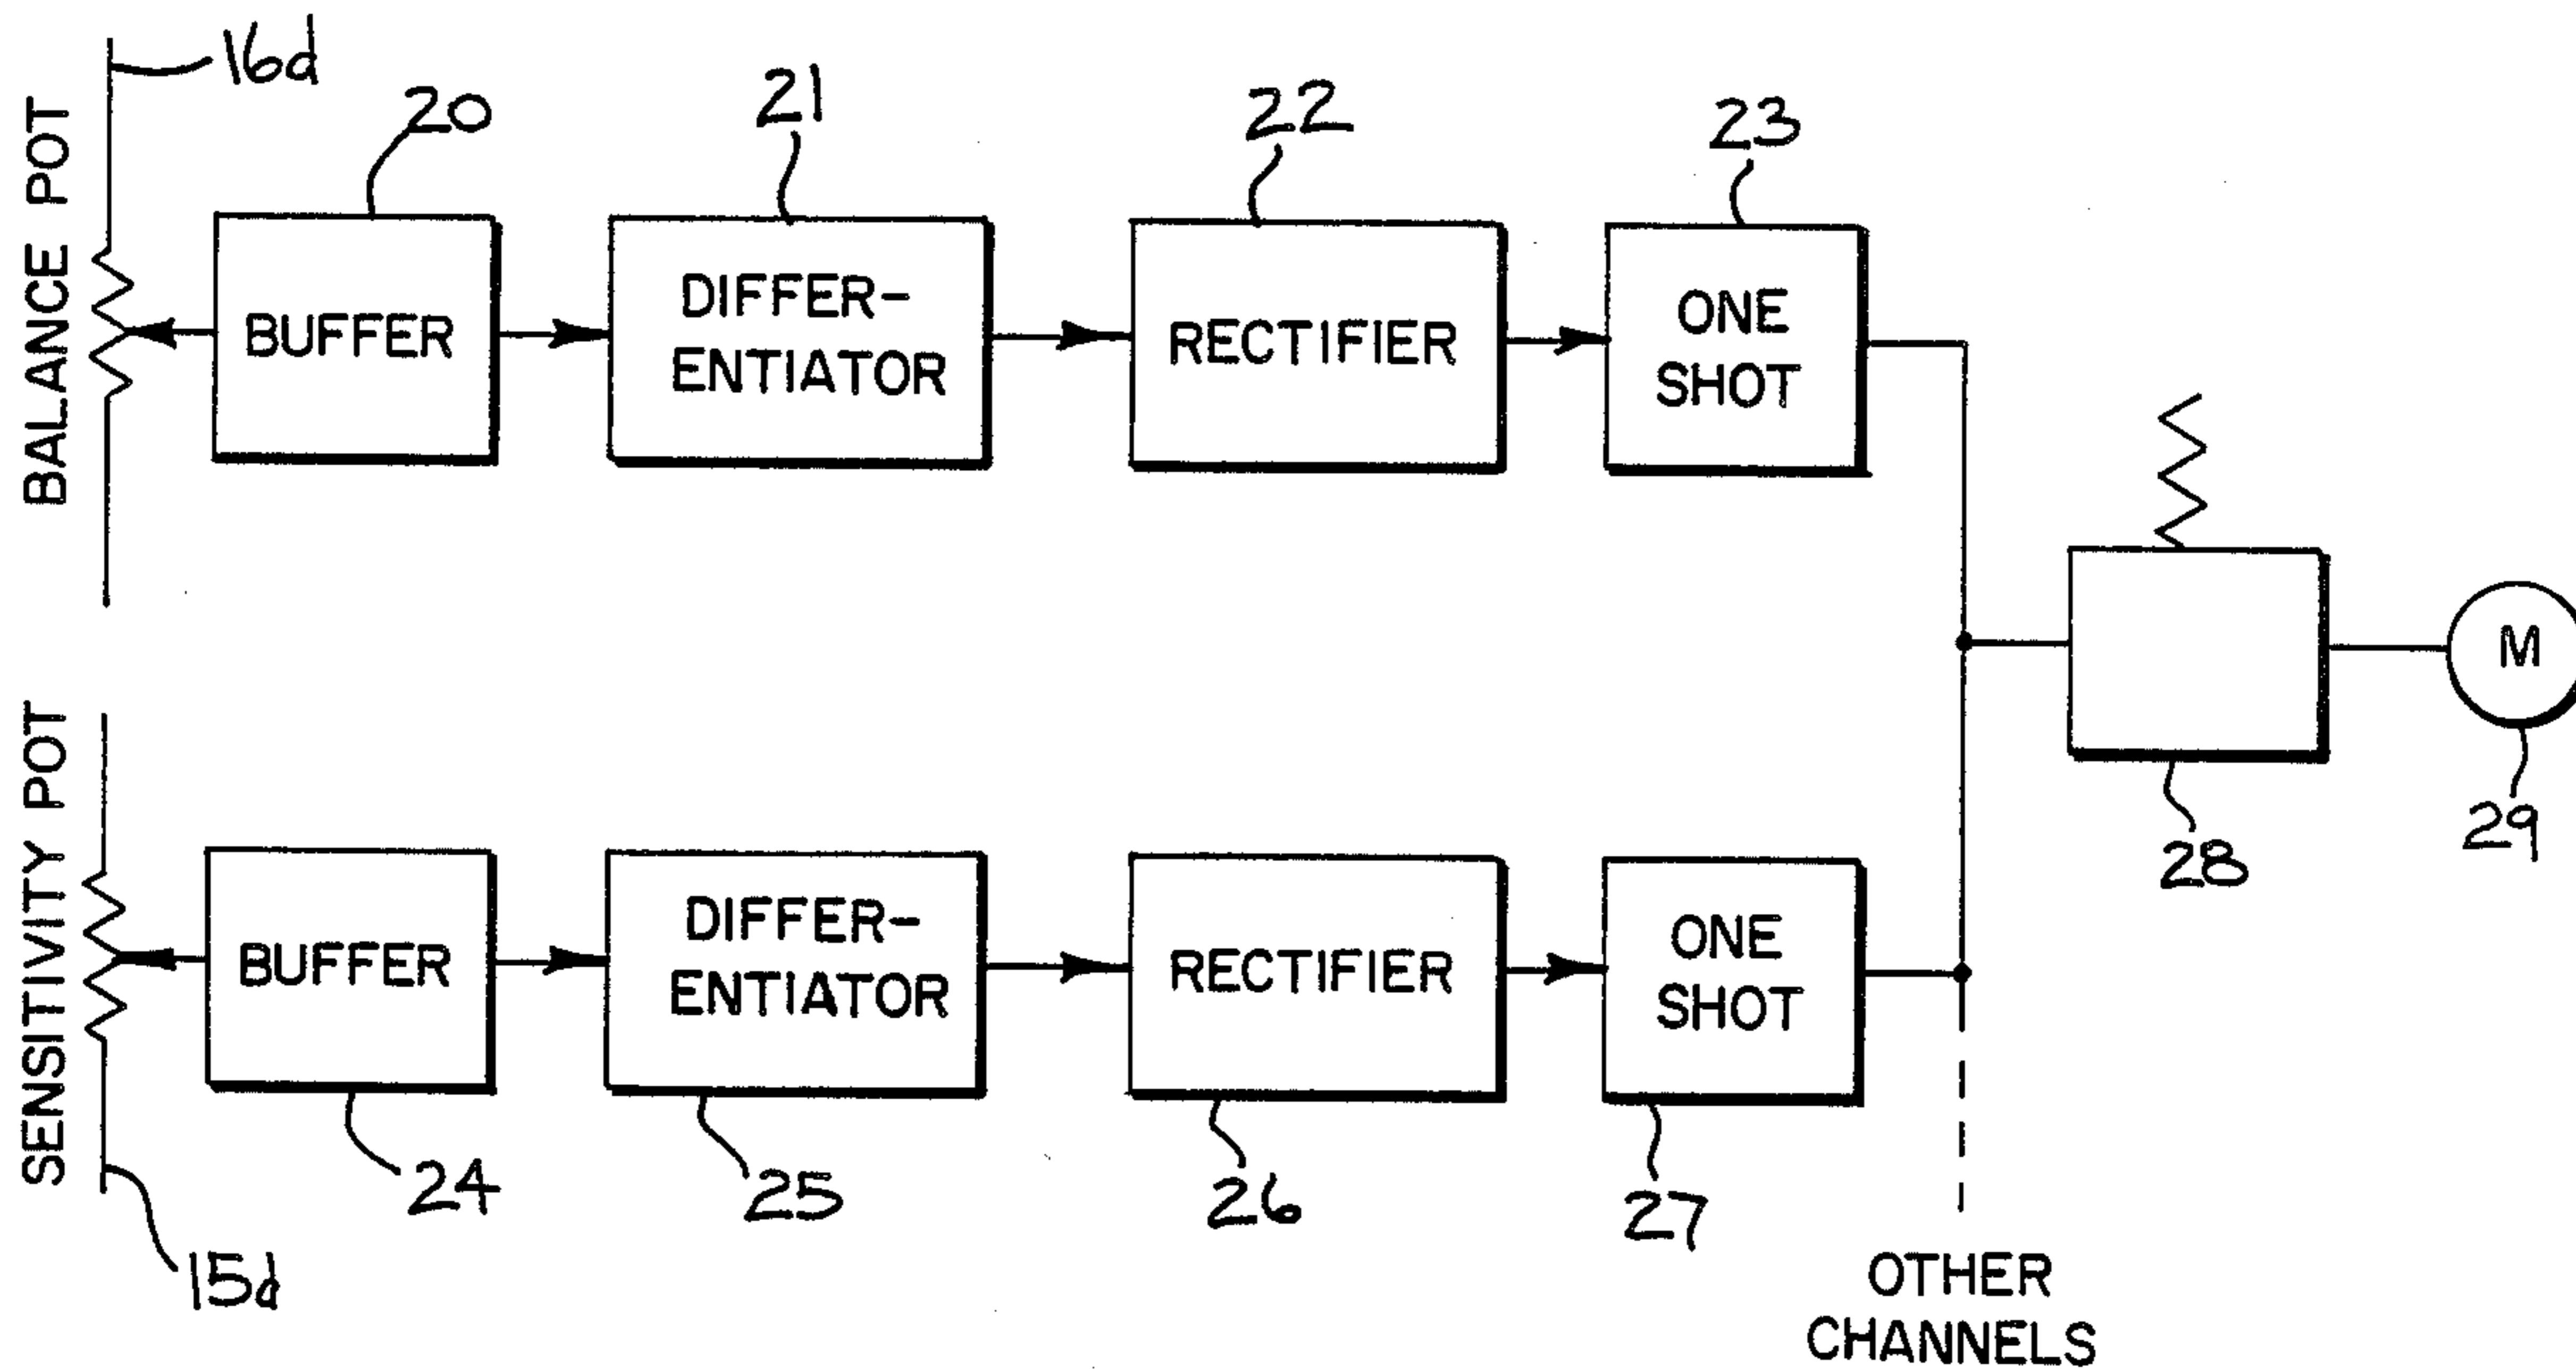 16d
20
21
22
23
BALANCE POT
BUFFER
DIFFER-
ENTIATOR
RECTIFIER
ONE
SHOT
M
28
29
SENSITIVITY POT
BUFFER
DIFFER-
ENTIATOR
RECTIFIER
ONE
SHOT
24
25
26
27
15d
OTHER
CHANNELS